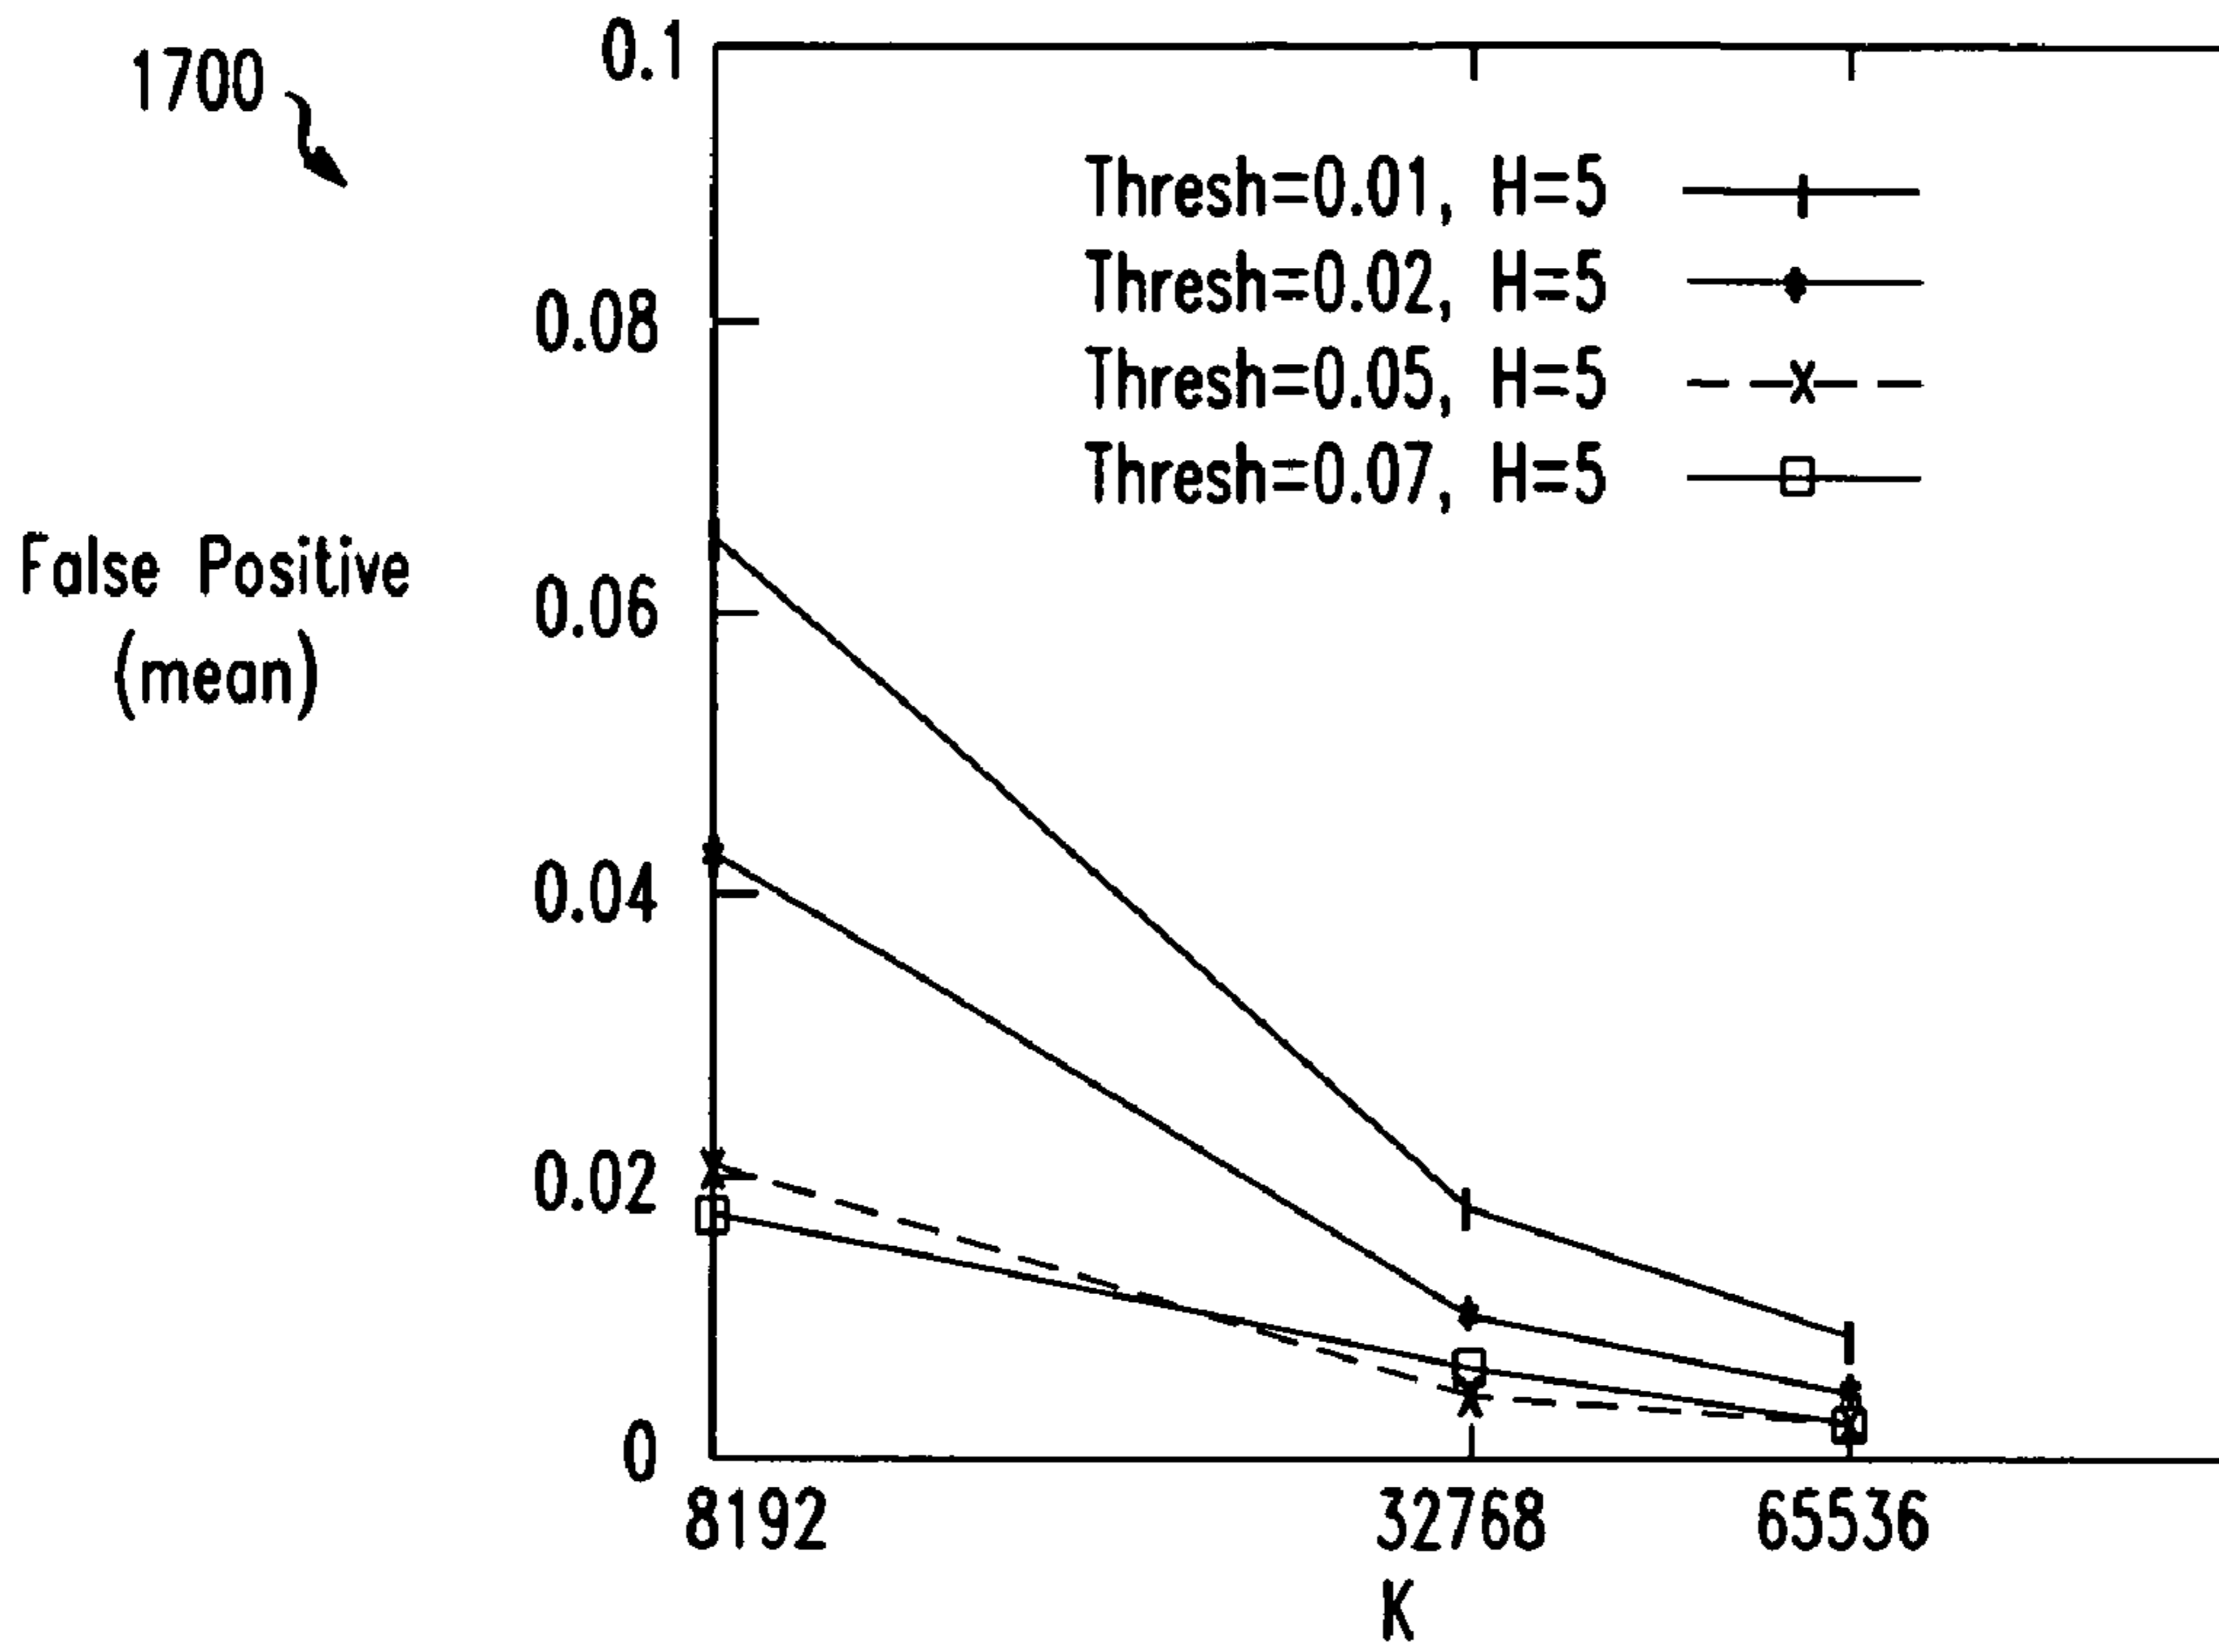 1700
0.1
0.08
0.06
0.04
0.02
0
False Positive
(mean)
Thresh=0.01, H=5
Thresh=0.02, H=5
Thresh=0.05, H=5
Thresh=0.07, H=5
8192
32768
65536
K